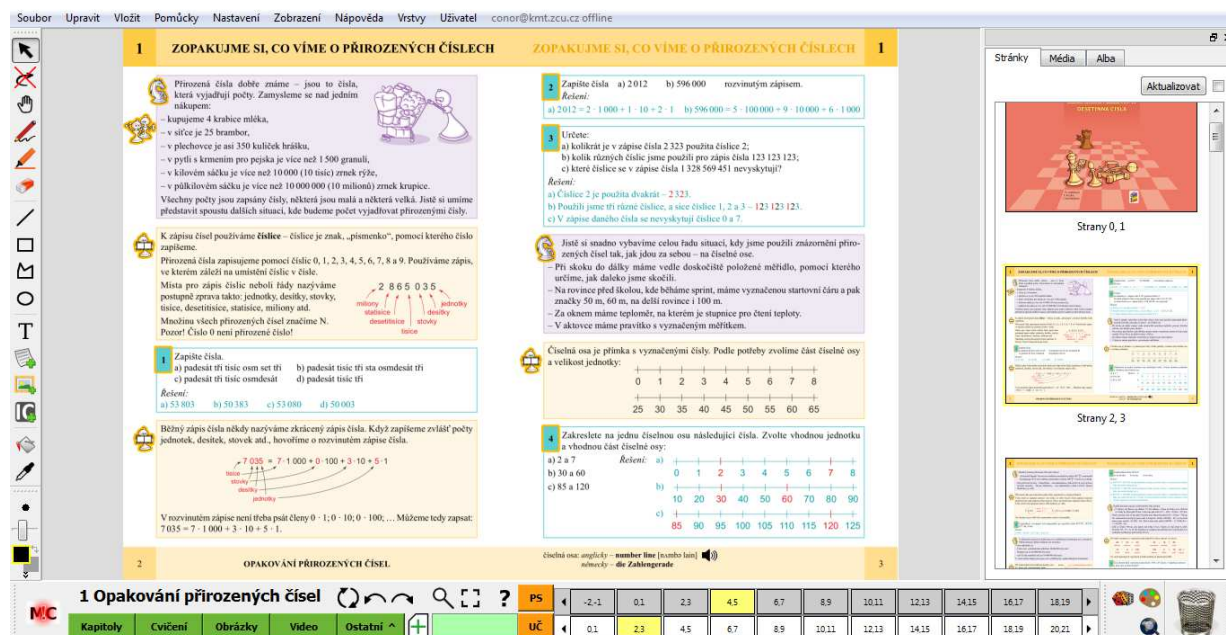 Soubor Upravit Vložit Pomůcky Nastavení Zobrazení Nápověda Vrstvy Uživatel conor@kmt.zcu.cz offline
1 ZOPAKUJME SI, CO VÍME O PŘIROZENÝCH ČÍSLECH
Přirozená čísla dobře známe – jsou to čísla,
která vyjadřují počty. Zamysleme se nad jedním
nákupem:
– kupujeme 4 krabice mléka,
– v síťce je 25 brambor,
– v plechovce je asi 350 kuliček hrášku,
– v pytli s krmením pro pejska je více než 1 500 granulí,
– v kilovém sáčku je více než 10 000 (10 tisíc) zrnek rýže,
– v půlkilovém sáčku je více než 10 000 000 (10 milionů) zrnek krupice.
Všechny počty jsou zapsány čísly, některá jsou malá a některá velká. Jistě si umíme
představit spoustu dalších situací, kde budeme počet vyjadřovat přirozenými čísly.
K zápisu čísel používáme číslice – číslice je znak, „písmenko“, pomocí kterého číslo
zapíšeme.
Přirozená čísla zapisujeme pomocí číslic 0, 1, 2, 3, 4, 5, 6, 7, 8 a 9. Používáme zápis,
ve kterém záleží na umístění číslic v čísle.
Místa pro zápis číslic neboli řády nazýváme
postupně zprava takto: jednotky, desítky, stovky,
tisíce, desetitisíce, statisíce, miliony atd.
Množinu všech přirozených čísel značíme N.
Pozor! Číslo 0 není přirozené číslo!
2 8 6 5 0 3 5
miliony jednotky
statisíce desítky
desetitisíce stovky
tisíce
1 Zapište čísla.
a) padesát tři tisíc osm set tři b) padesát tisíc tři sta osmdesát tři
c) padesát tři tisíc osmdesát d) padesát tisíc tři
Řešení:
a) 53 803 b) 50 383 c) 53 080 d) 50 003
Běžný zápis čísla někdy nazýváme zkrácený zápis čísla. Když zapíšeme zvlášť počty
jednotek, desítek, stovek atd., hovoříme o rozvinutém zápise čísla.
7 035 = 7 · 1 000 + 0 · 100 + 3 · 10 + 5 · 1
tisíce
stovky
desítky
jednotky
V rozvinutém zápise není třeba psát členy 0 · 1; 0 · 10; 0 · 100; … Můžeme tedy zapsat:
7 035 = 7 · 1 000 + 3 · 10 + 5 · 1.
2 OPAKOVÁNÍ PŘIROZENÝCH ČÍSEL
ZOPAKUJME SI, CO VÍME O PŘIROZENÝCH ČÍSLECH 1
2 Zapište čísla a) 2 012 b) 596 000 rozvinutým zápisem.
Řešení:
a) 2 012 = 2 · 1 000 + 1 · 10 + 2 · 1 b) 596 000 = 5 · 100 000 + 9 · 10 000 + 6 · 1 000
3 Určete:
a) kolikrát je v zápise čísla 2 323 použita číslice 2;
b) kolik různých číslic jsme použili pro zápis čísla 123 123 123;
c) které číslice se v zápise čísla 1 328 569 451 nevyskytují?
Řešení:
a) Číslice 2 je použita dvakrát – 2 323.
b) Použili jsme tři různé číslice, a sice číslice 1, 2 a 3 – 123 123 123.
c) V zápise daného čísla se nevyskytují číslice 0 a 7.
Jistě si snadno vybavíme celou řadu situací, kdy jsme použili znázornění přiro-
zených čísel tak, jak jdou za sebou – na číselné ose.
– Při skoku do dálky máme vedle doskočiště položené měřidlo, pomocí kterého
určíme, jak daleko jsme skočili.
– Na rovince před školou, kde běháme sprint, máme vyznačenou startovní čáru a pak
značky 50 m, 60 m, na delší rovince i 100 m.
– Za oknem máme teploměr, na kterém je stupnice pro čtení teploty.
– V aktovce máme pravítko s vyznačeným měřítkem.
Číselná osa je přímka s vyznačenými čísly. Podle potřeby zvolíme část číselné osy
a velikost jednotky:
0 1 2 3 4 5 6 7 8
25 30 35 40 45 50 55 60 65
4 Zakreslete na jednu číselnou osu následující čísla. Zvolte vhodnou jednotku
a vhodnou část číselné osy:
a) 2 a 7 Řešení: a)
0 1 2 3 4 5 6 7 8
b) 30 a 60 b)
10 20 30 40 50 60 70 80 90
c) 85 a 120 c)
85 90 95 100 105 110 115 120 125
číselná osa: anglicky – number line [nambə lain]
německy – die Zahlengerade
3
Stránky Média Alba
Aktualizovat
DESETINNÁ ČÍSLA
Strany 0, 1
Strany 2, 3
1 Opakování přirozených čísel ?
Kapitoly Cvičení Obrázky Video Ostatní ^
PS -2,-1 0,1 2,3 4,5 6,7 8,9 10,11 12,13 14,15 16,17 18,19
UČ 0,1 2,3 4,5 6,7 8,9 10,11 12,13 14,15 16,17 18,19 20,21